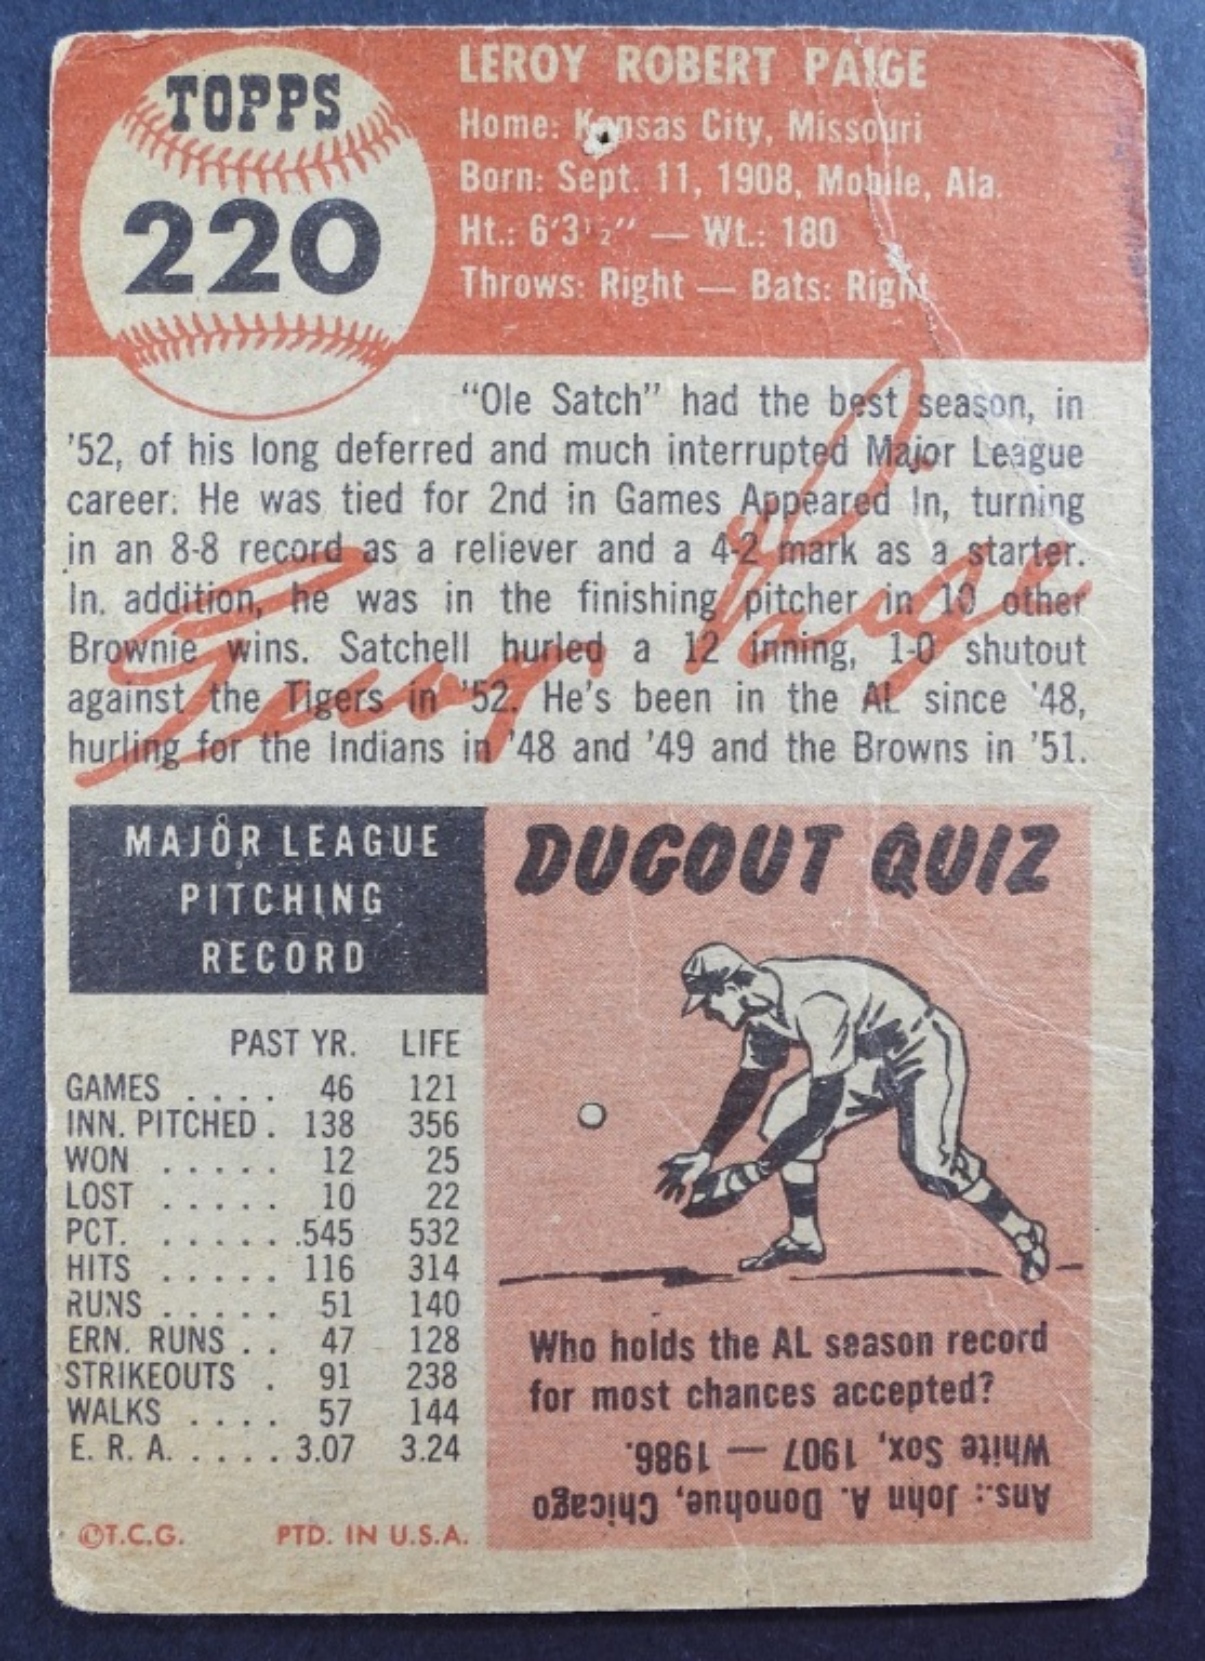 TOPPS
220
LEROY ROBERT PAIGE
Home: Kansas City, Missouri
Born: Sept. 11, 1908, Mobile, Ala.
Ht.: 6'3½" — Wt.: 180
Throws: Right — Bats: Right
"Ole Satch" had the best season, in
'52, of his long deferred and much interrupted Major League
career. He was tied for 2nd in Games Appeared In, turning
in an 8-8 record as a reliever and a 4-2 mark as a starter.
In. addition, he was in the finishing pitcher in 10 other
Brownie wins. Satchell hurled a 12 inning, 1-0 shutout
against the Tigers in '52. He's been in the AL since '48,
hurling for the Indians in '48 and '49 and the Browns in '51.
Leroy Paige
MAJOR LEAGUE
PITCHING
RECORD
PAST YR. LIFE
GAMES . . . . 46 121
INN. PITCHED . 138 356
WON . . . . . 12 25
LOST . . . . . 10 22
PCT. . . . . . .545 532
HITS . . . . . 116 314
RUNS . . . . . 51 140
ERN. RUNS . . 47 128
STRIKEOUTS . 91 238
WALKS . . . . 57 144
E. R. A. . . . . 3.07 3.24
©T.C.G. PTD. IN U.S.A.
DUGOUT QUIZ
Who holds the AL season record
for most chances accepted?
Ans.: John A. Donohue, Chicago
White Sox, 1907 — 1986.